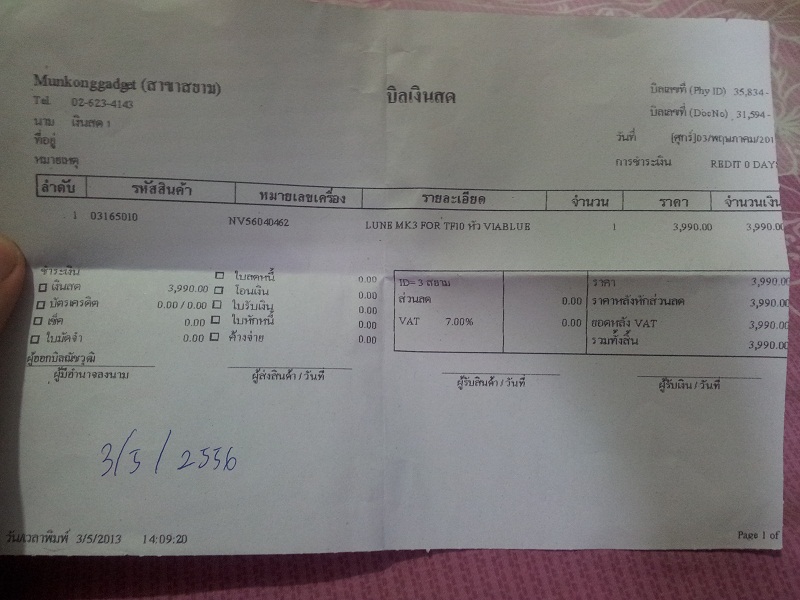 Munkonggadget (สาขาสยาม)
บิลเงินสด
บิลเลขที่ (Phy ID) 35,834-
Tel. 02-623-4143
บิลเลขที่ (DocNo) 31,594-
นาม เงินสด 1
วันที่ [ศุกร์]03/พฤษภาคม/201
ที่อยู่
หมายเหตุ
การชำระเงิน REDIT 0 DAY
ลำดับ รหัสสินค้า หมายเลขเครื่อง รายละเอียด จำนวน ราคา จำนวนเงิน
1 03165010 NV56040462 LUNE MK3 FOR TF10 หัว VIABLUE 1 3,990.00 3,990.0
ชำระเงิน ใบลดหนี้ 0.00 ID= 3 สยาม ราคา 3,990.0
เงินสด 3,990.00 โอนเงิน 0.00 ส่วนลด 0.00 ราคาหลังหักส่วนลด 3,990.0
บัตรเครดิต 0.00 / 0.00 ใบรับเงิน 0.00 VAT 7.00% 0.00 ยอดหลัง VAT 3,990.0
เช็ค 0.00 ใบหักหนี้ 0.00 รวมทั้งสิ้น 3,990.0
ใบมัดจำ 0.00 ค้างจ่าย 0.00
ผู้ออกบิลณัชวุฒิ
ผู้มีอำนาจลงนาม ผู้ส่งสินค้า / วันที่ ผู้รับสินค้า / วันที่ ผู้รับเงิน / วันที่
3/5/2556
วัน/เวลาพิมพ์ 3/5/2013 14:09:20 Page 1 of